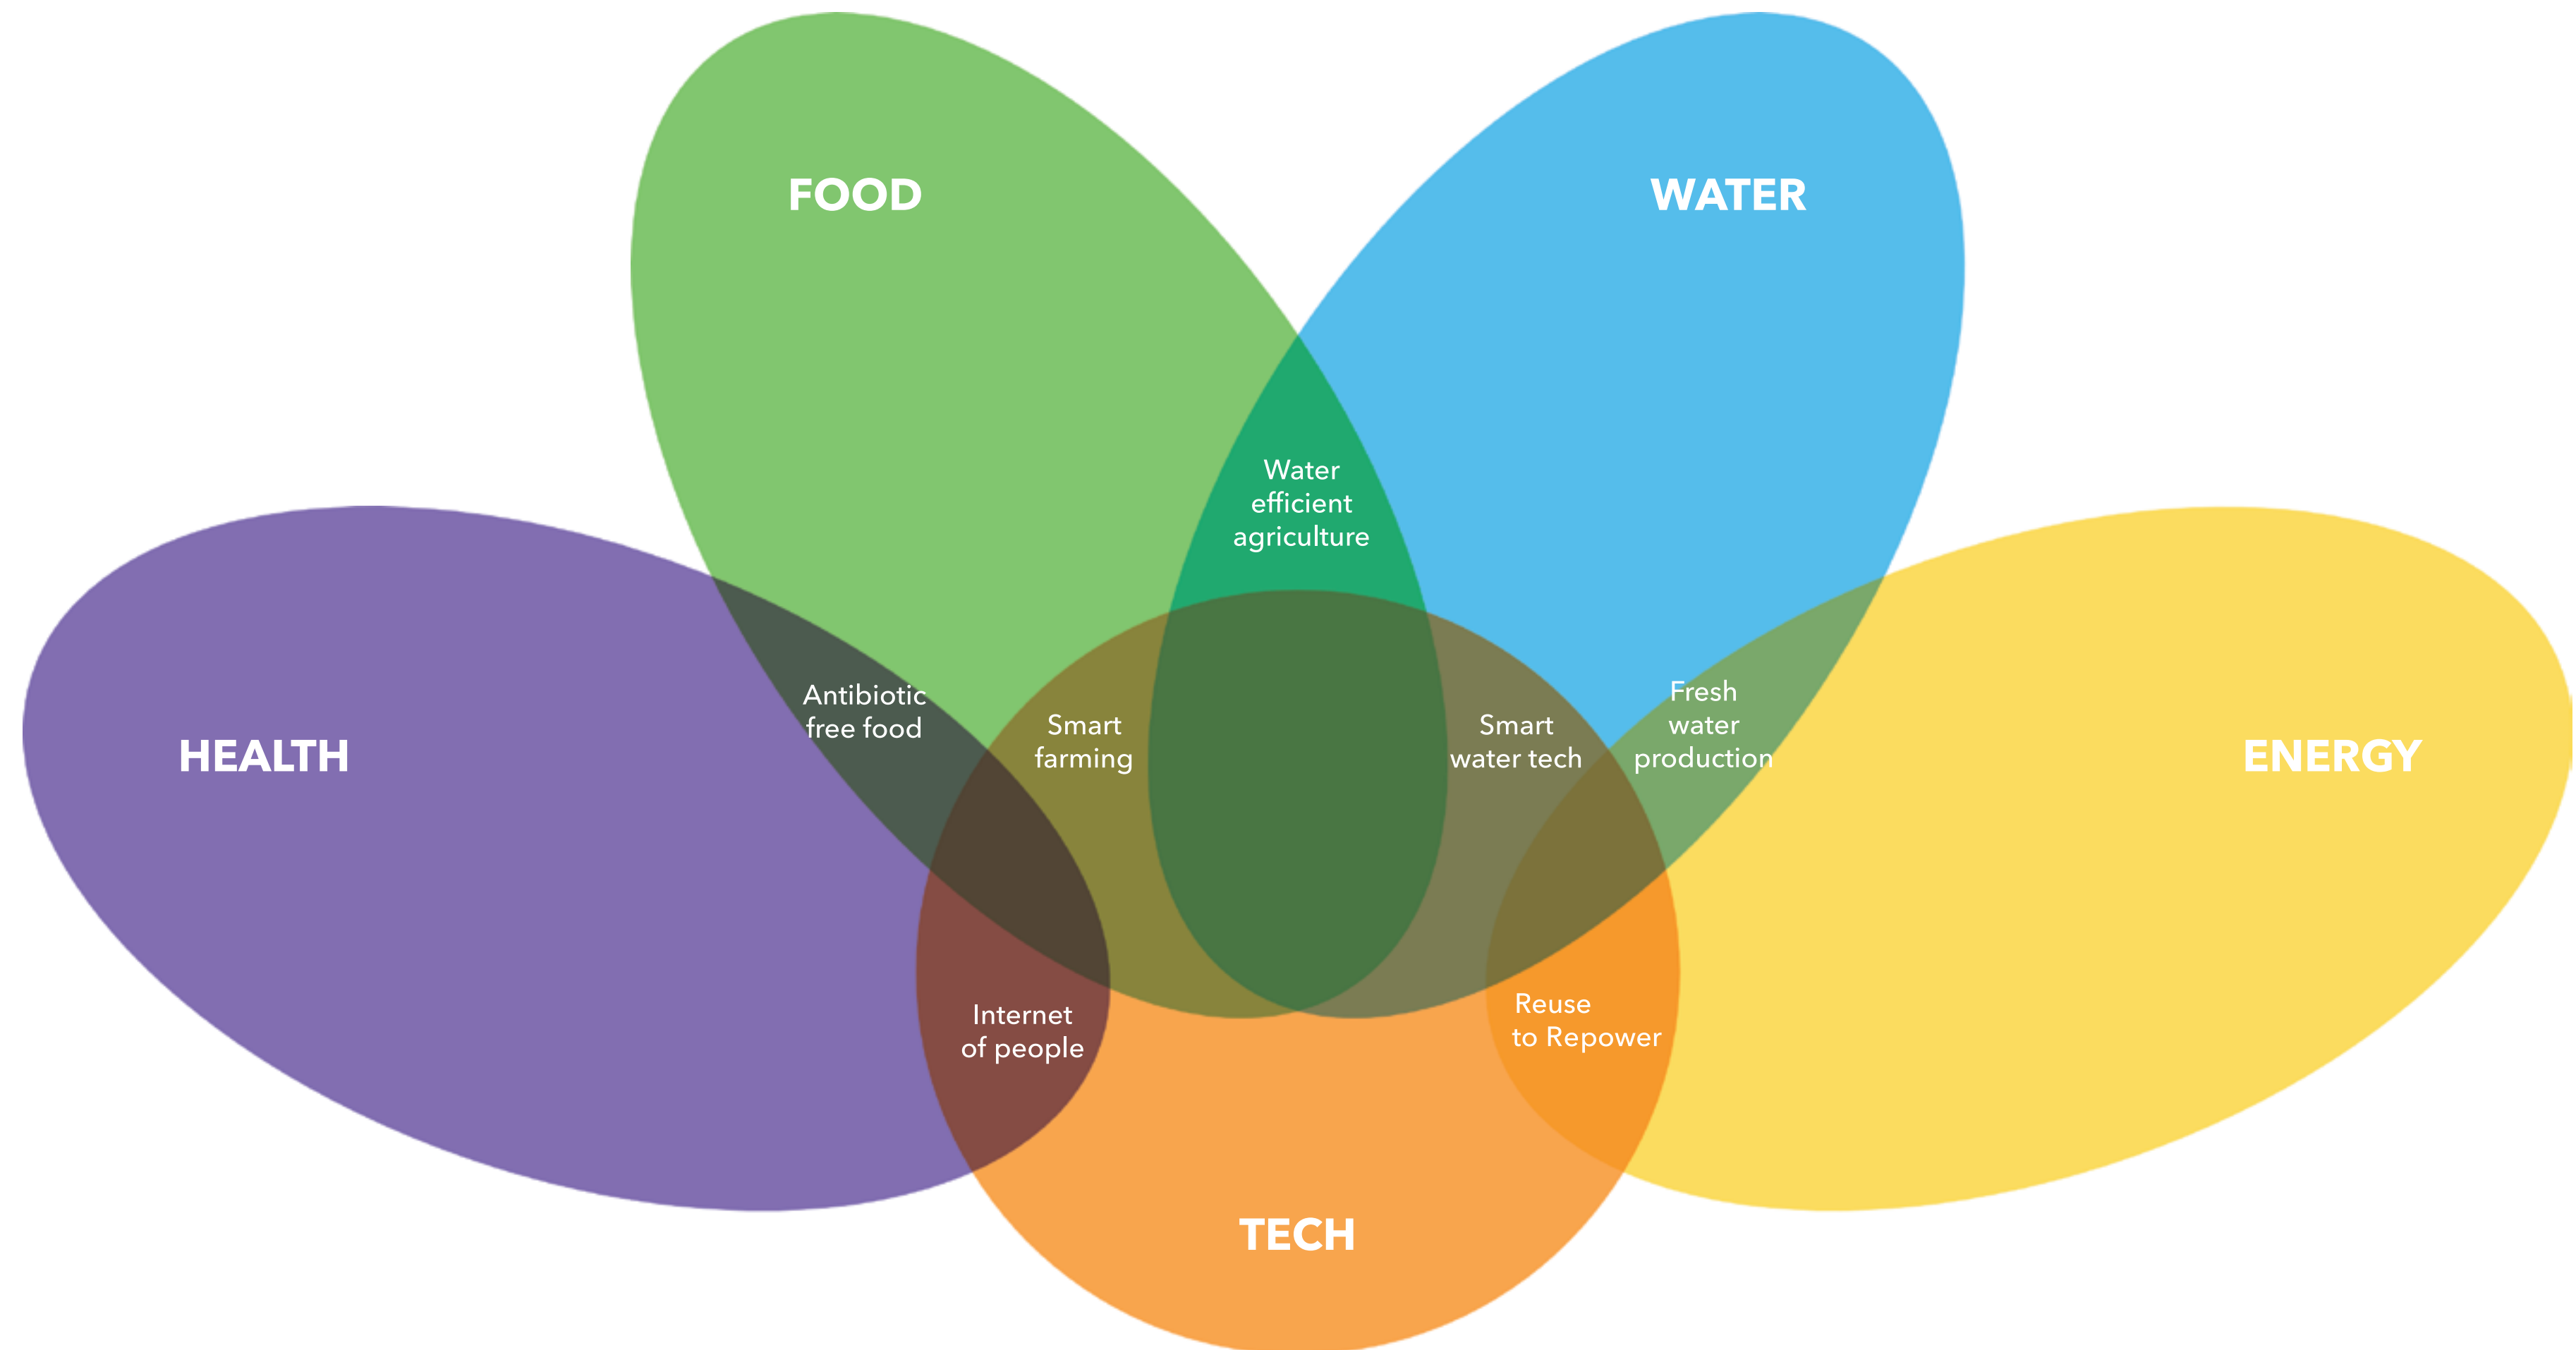 FOOD
WATER
Water
efficient
agriculture
HEALTH
Antibiotic
free food
Smart
farming
Smart
water tech
Fresh
water
production
ENERGY
Internet
of people
Reuse
to Repower
TECH